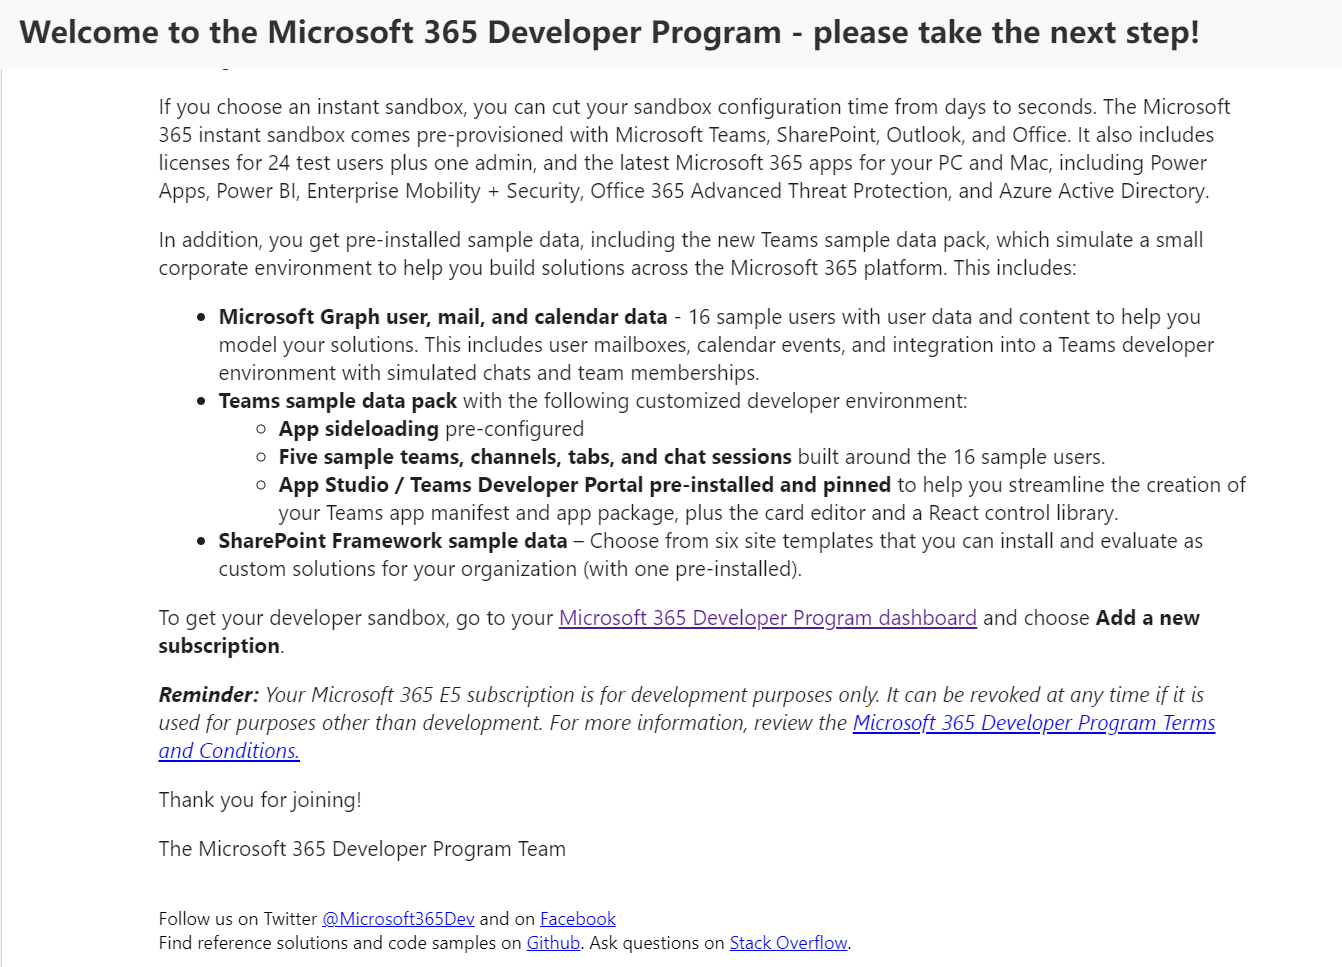 Welcome to the Microsoft 365 Developer Program - please take the next step!
If you choose an instant sandbox, you can cut your sandbox configuration time from days to seconds. The Microsoft
365 instant sandbox comes pre-provisioned with Microsoft Teams, SharePoint, Outlook, and Office. It also includes
licenses for 24 test users plus one admin, and the latest Microsoft 365 apps for your PC and Mac, including Power
Apps, Power BI, Enterprise Mobility + Security, Office 365 Advanced Threat Protection, and Azure Active Directory.
In addition, you get pre-installed sample data, including the new Teams sample data pack, which simulate a small
corporate environment to help you build solutions across the Microsoft 365 platform. This includes:
• Microsoft Graph user, mail, and calendar data - 16 sample users with user data and content to help you
model your solutions. This includes user mailboxes, calendar events, and integration into a Teams developer
environment with simulated chats and team memberships.
• Teams sample data pack with the following customized developer environment:
○ App sideloading pre-configured
○ Five sample teams, channels, tabs, and chat sessions built around the 16 sample users.
○ App Studio / Teams Developer Portal pre-installed and pinned to help you streamline the creation of
your Teams app manifest and app package, plus the card editor and a React control library.
• SharePoint Framework sample data – Choose from six site templates that you can install and evaluate as
custom solutions for your organization (with one pre-installed).
To get your developer sandbox, go to your Microsoft 365 Developer Program dashboard and choose Add a new
subscription.
Reminder: Your Microsoft 365 E5 subscription is for development purposes only. It can be revoked at any time if it is
used for purposes other than development. For more information, review the Microsoft 365 Developer Program Terms
and Conditions.
Thank you for joining!
The Microsoft 365 Developer Program Team
Follow us on Twitter @Microsoft365Dev and on Facebook
Find reference solutions and code samples on Github. Ask questions on Stack Overflow.